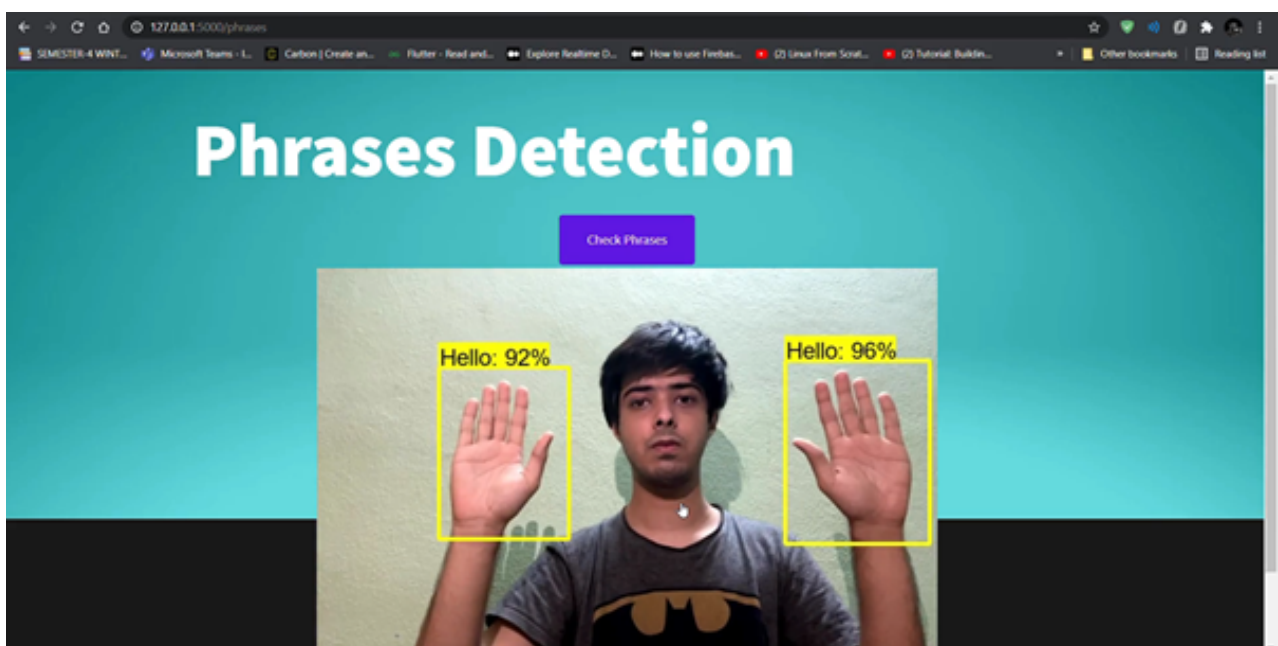 127.0.0.1:5000/phrases
SEMESTER-4 WINT... Microsoft Teams - L... Carbon | Create an... Flutter - Read and... Explore Realtime D... How to use Firebas... (2) Linux From Scrat... (2) Tutorial: Buildin... » Other bookmarks Reading list
Phrases Detection
Check Phrases
Hello: 92%
Hello: 96%